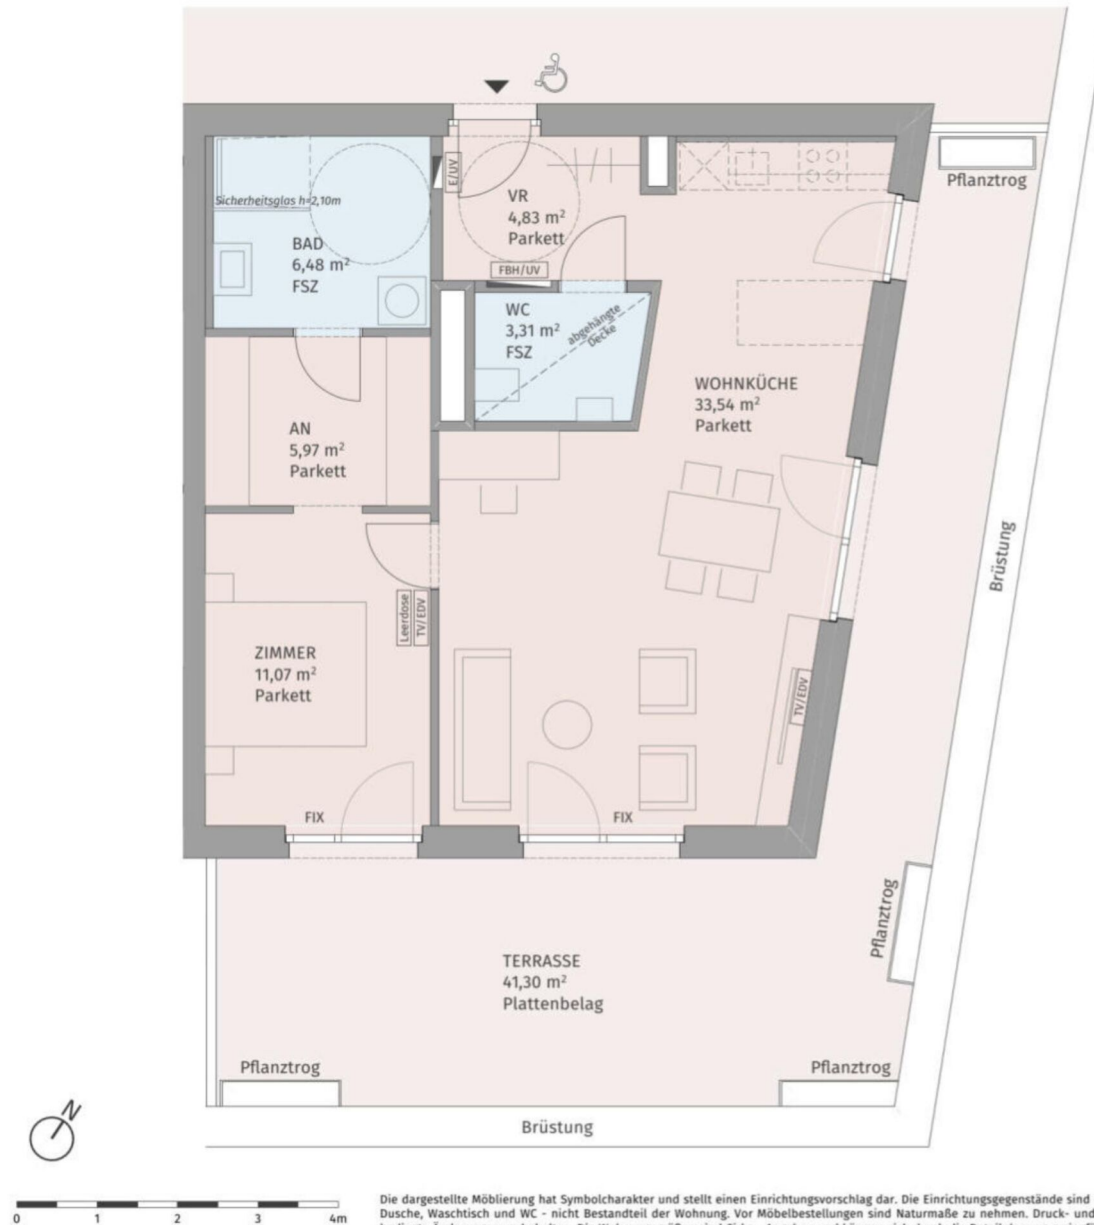 Pflanztrog
Sicherheitsglas h=2,10m
BAD
6,48 m²
FSZ
E/UV
VR
4,83 m²
Parkett
FBH/UV
WC
3,31 m²
FSZ
abgehängte
Decke
WOHNKÜCHE
33,54 m²
Parkett
AN
5,97 m²
Parkett
Brüstung
Leerdose
TV/EDV
ZIMMER
11,07 m²
Parkett
TV/EDV
FIX
FIX
Pflanztrog
TERRASSE
41,30 m²
Plattenbelag
Pflanztrog
Pflanztrog
Brüstung
N
0 1 2 3 4m
Die dargestellte Möblierung hat Symbolcharakter und stellt einen Einrichtungsvorschlag dar. Die Einrichtungsgegenstände sind
Dusche, Waschtisch und WC - nicht Bestandteil der Wohnung. Vor Möbelbestellungen sind Naturmaße zu nehmen. Druck- und